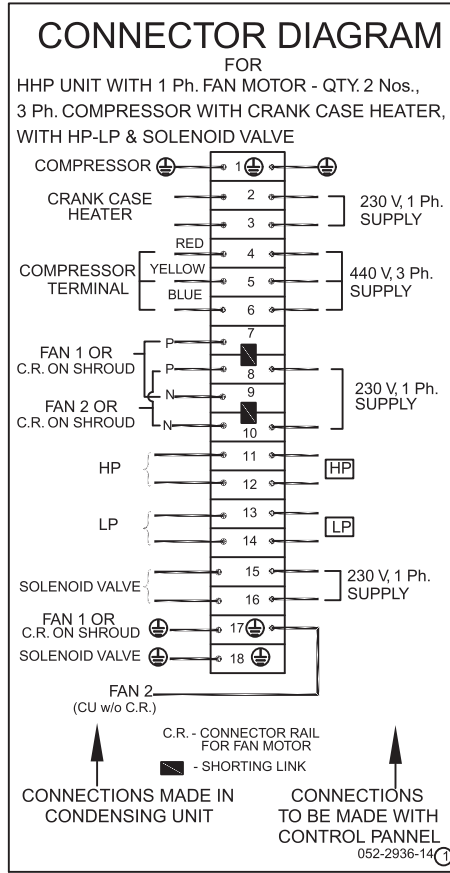 CONNECTOR DIAGRAM
FOR
HHP UNIT WITH 1 Ph. FAN MOTOR - QTY. 2 Nos.,
3 Ph. COMPRESSOR WITH CRANK CASE HEATER,
WITH HP-LP & SOLENOID VALVE
COMPRESSOR 1
CRANK CASE
HEATER
2
3
230 V, 1 Ph.
SUPPLY
COMPRESSOR
TERMINAL
RED 4
YELLOW 5
BLUE 6
440 V, 3 Ph.
SUPPLY
FAN 1 OR
C.R. ON SHROUD
FAN 2 OR
C.R. ON SHROUD
P 7
P 8
N 9
N 10
230 V, 1 Ph.
SUPPLY
HP 11 HP
12
LP 13 LP
14
SOLENOID VALVE
15
16
230 V, 1 Ph.
SUPPLY
FAN 1 OR
C.R. ON SHROUD
17
SOLENOID VALVE 18
FAN 2
(CU w/o C.R.)
C.R. - CONNECTOR RAIL
FOR FAN MOTOR
- SHORTING LINK
CONNECTIONS MADE IN
CONDENSING UNIT
CONNECTIONS
TO BE MADE WITH
CONTROL PANNEL
052-2936-14 1